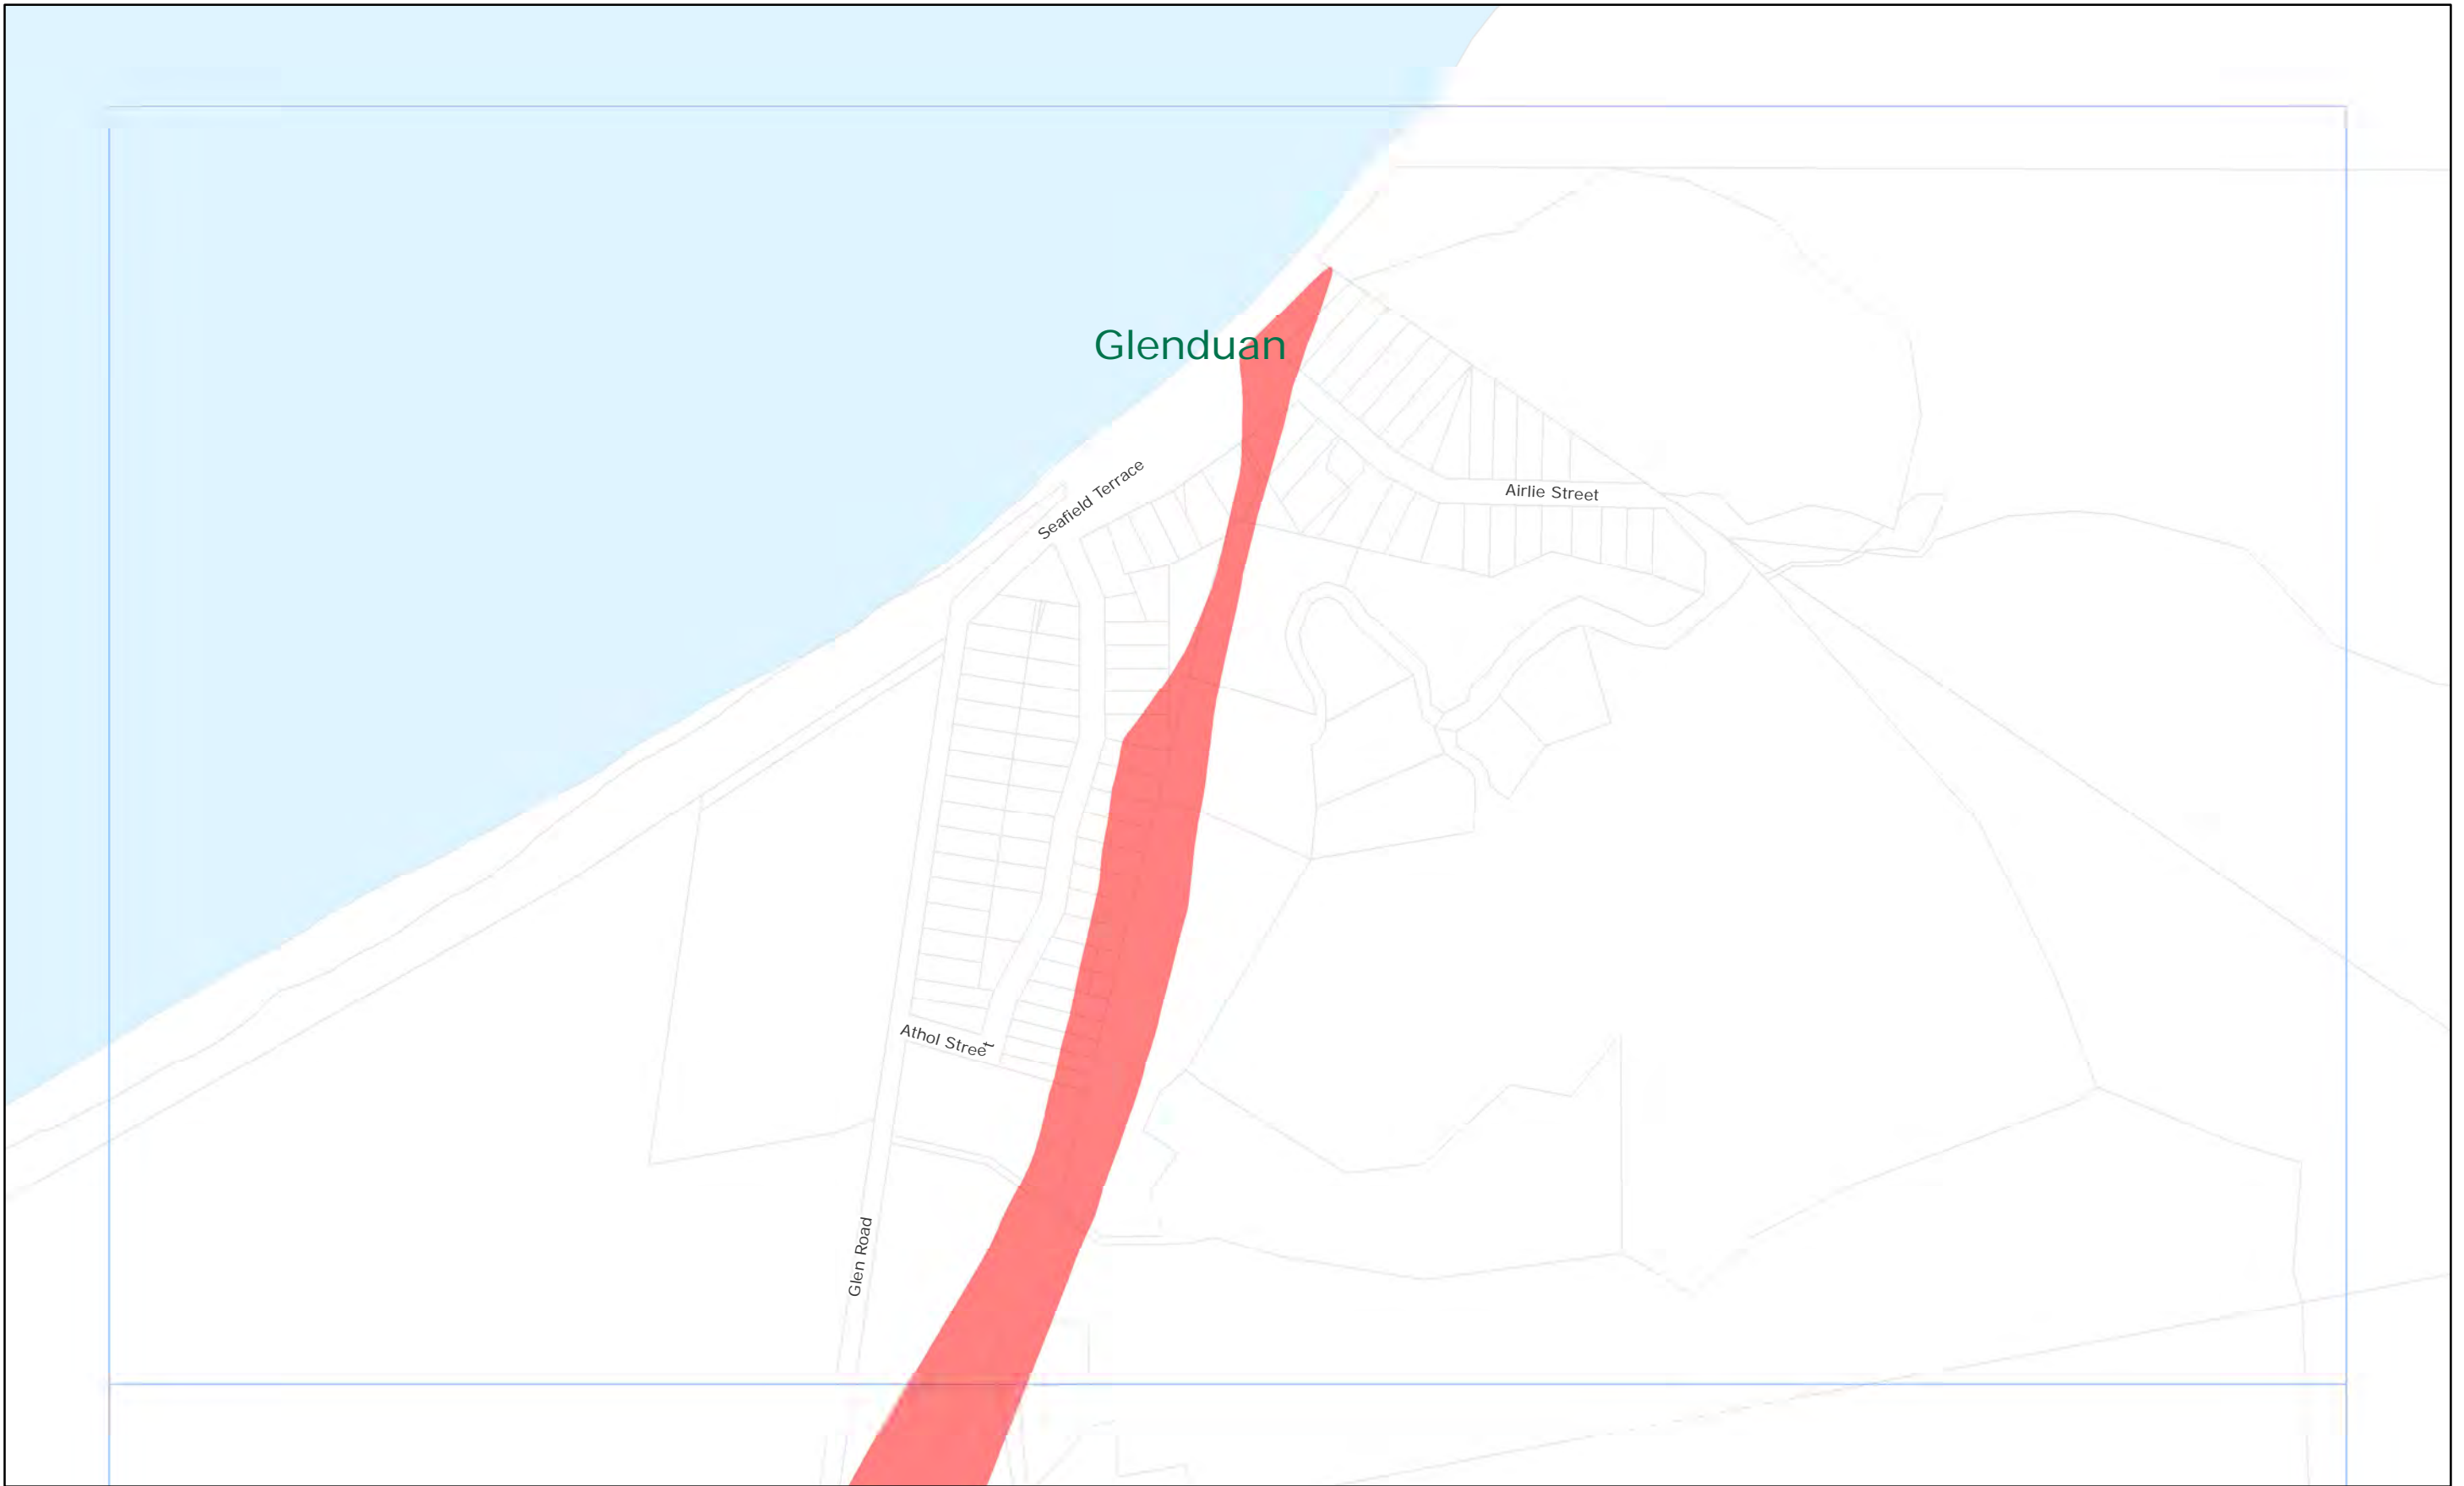 Glenduan
Seafield Terrace
Airlie Street
Athol Street
Glen Road